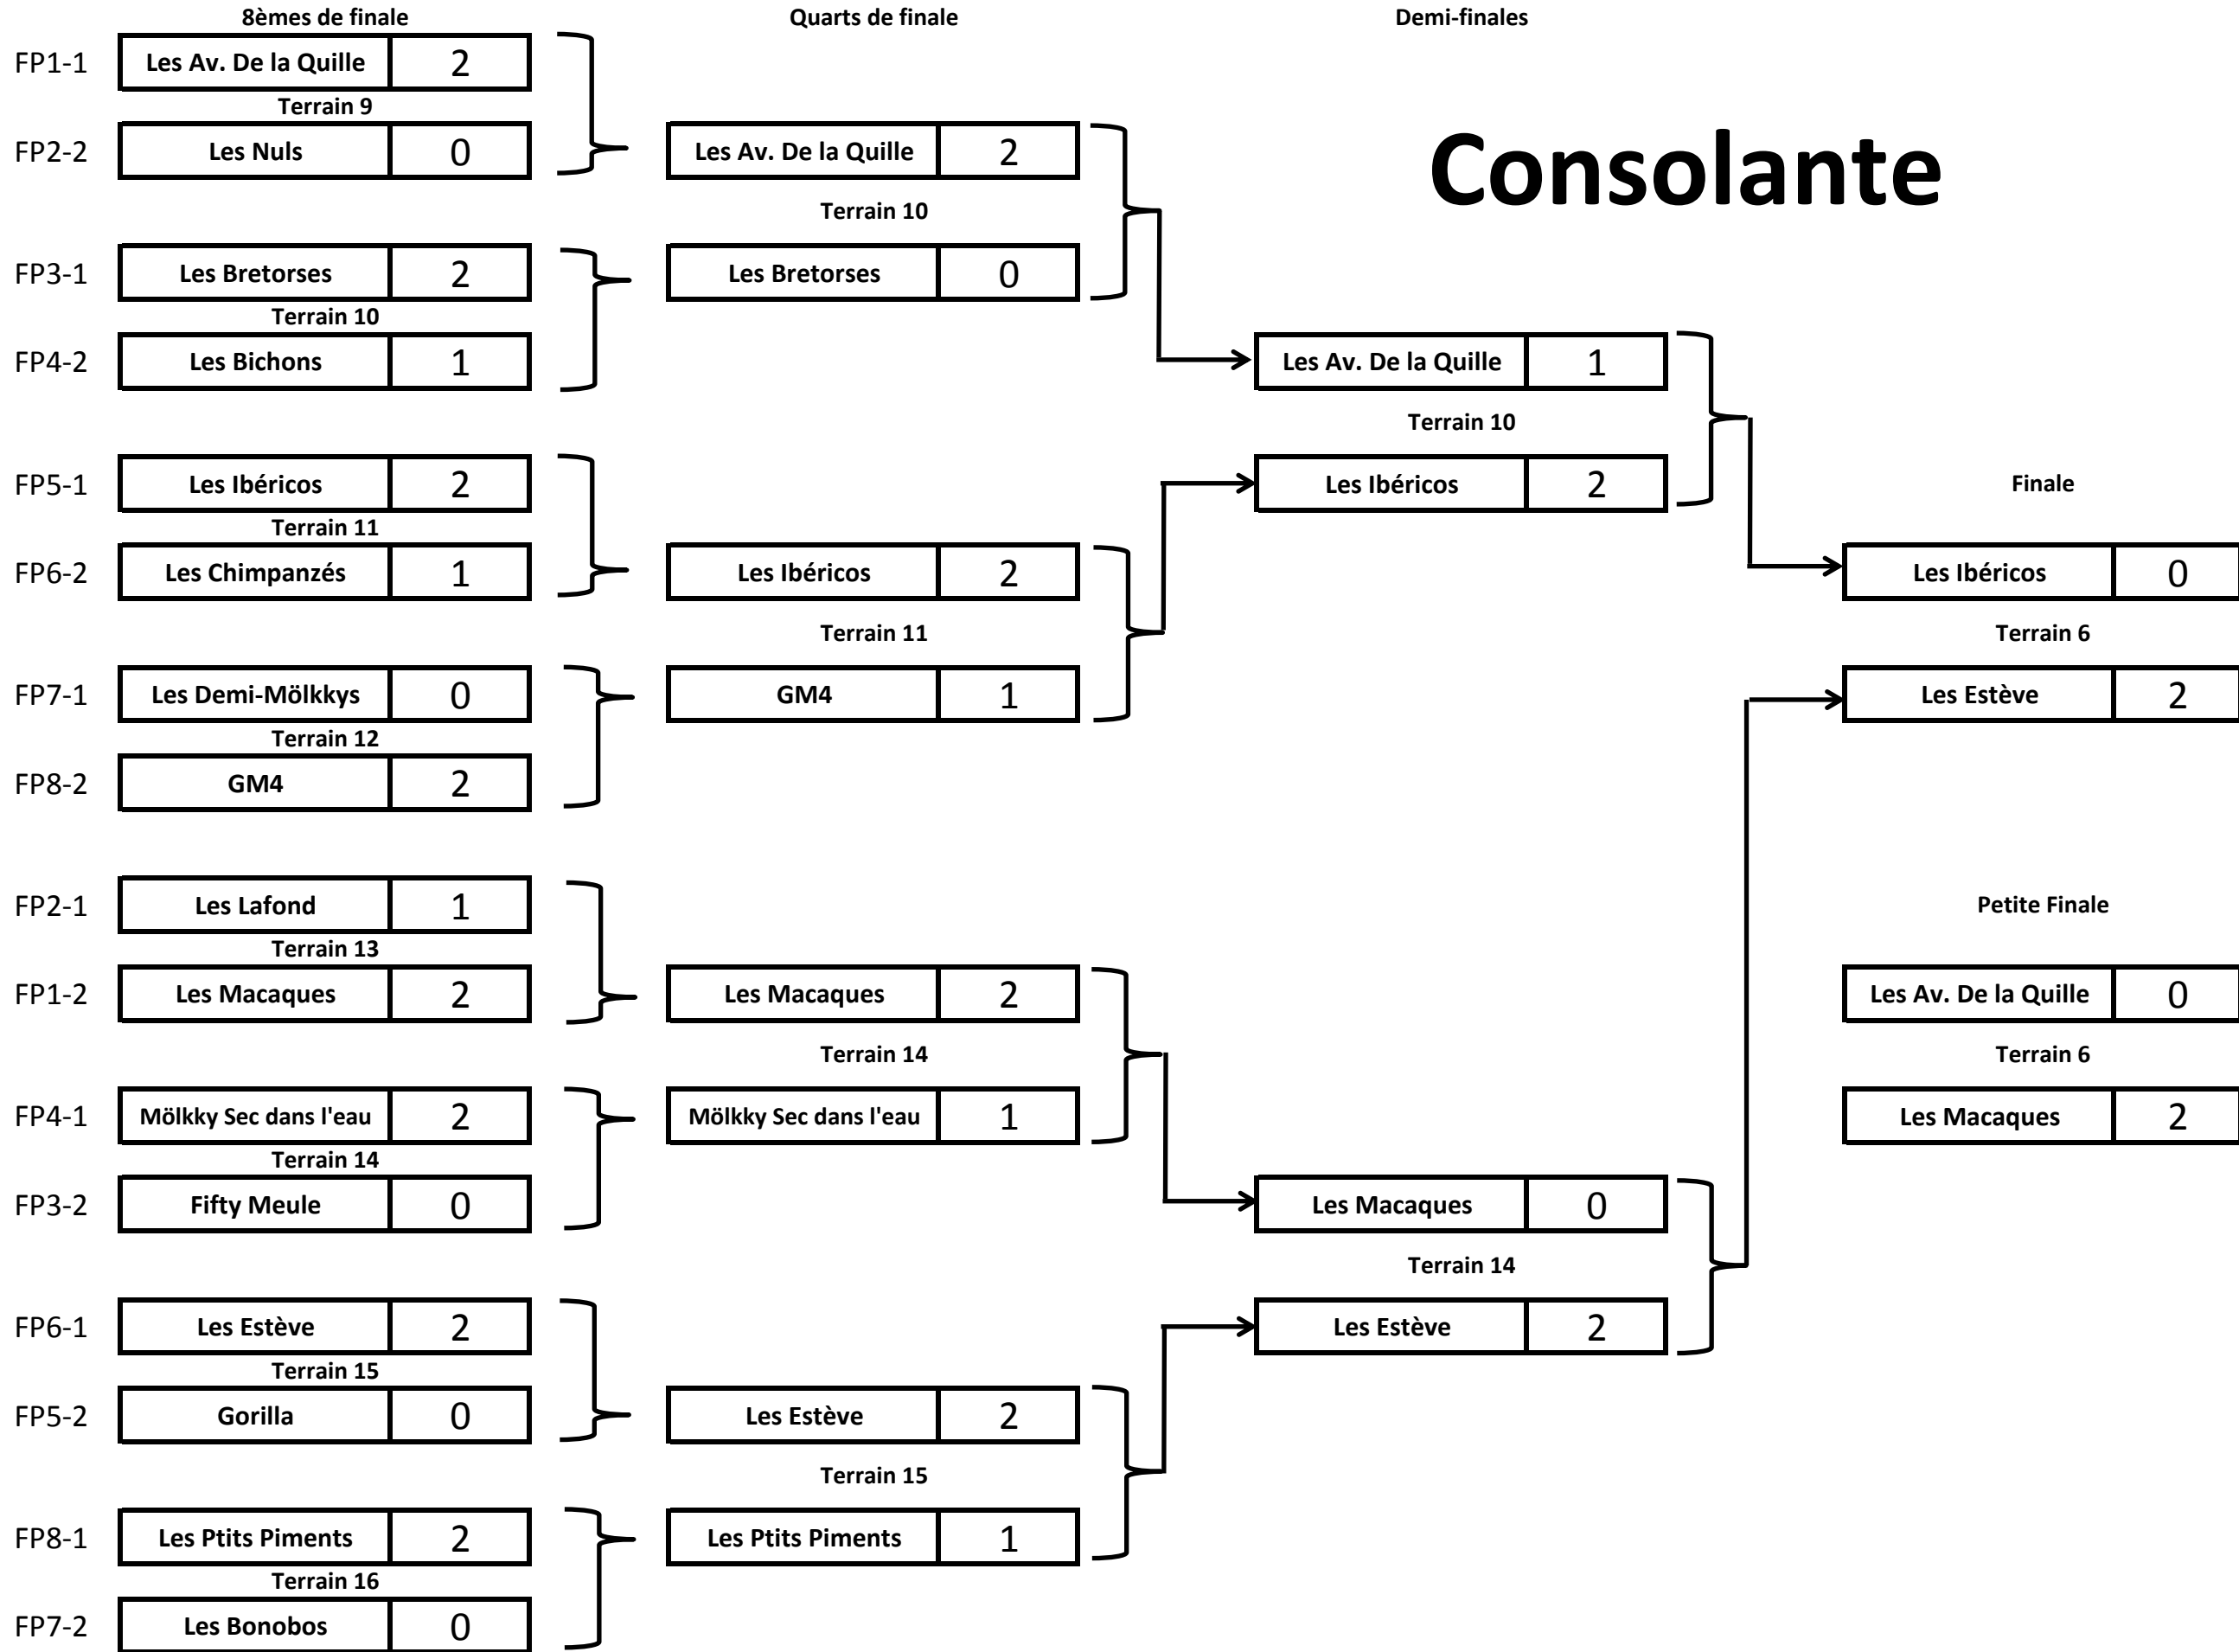 8èmes de finale Quarts de finale Demi-finales
FP1-1 Les Av. De la Quille 2
Terrain 9
FP2-2 Les Nuls 0 Les Av. De la Quille 2 Consolante
Terrain 10
FP3-1 Les Bretorses 2 Les Bretorses 0
Terrain 10
FP4-2 Les Bichons 1 Les Av. De la Quille 1
Terrain 10
FP5-1 Les Ibéricos 2 Les Ibéricos 2 Finale
Terrain 11
FP6-2 Les Chimpanzés 1 Les Ibéricos 2 Les Ibéricos 0
Terrain 11 Terrain 6
FP7-1 Les Demi-Mölkkys 0 GM4 1 Les Estève 2
Terrain 12
FP8-2 GM4 2
FP2-1 Les Lafond 1 Petite Finale
Terrain 13
FP1-2 Les Macaques 2 Les Macaques 2 Les Av. De la Quille 0
Terrain 14 Terrain 6
FP4-1 Mölkky Sec dans l'eau 2 Mölkky Sec dans l'eau 1 Les Macaques 2
Terrain 14
FP3-2 Fifty Meule 0 Les Macaques 0
Terrain 14
FP6-1 Les Estève 2 Les Estève 2
Terrain 15
FP5-2 Gorilla 0 Les Estève 2
Terrain 15
FP8-1 Les Ptits Piments 2 Les Ptits Piments 1
Terrain 16
FP7-2 Les Bonobos 0